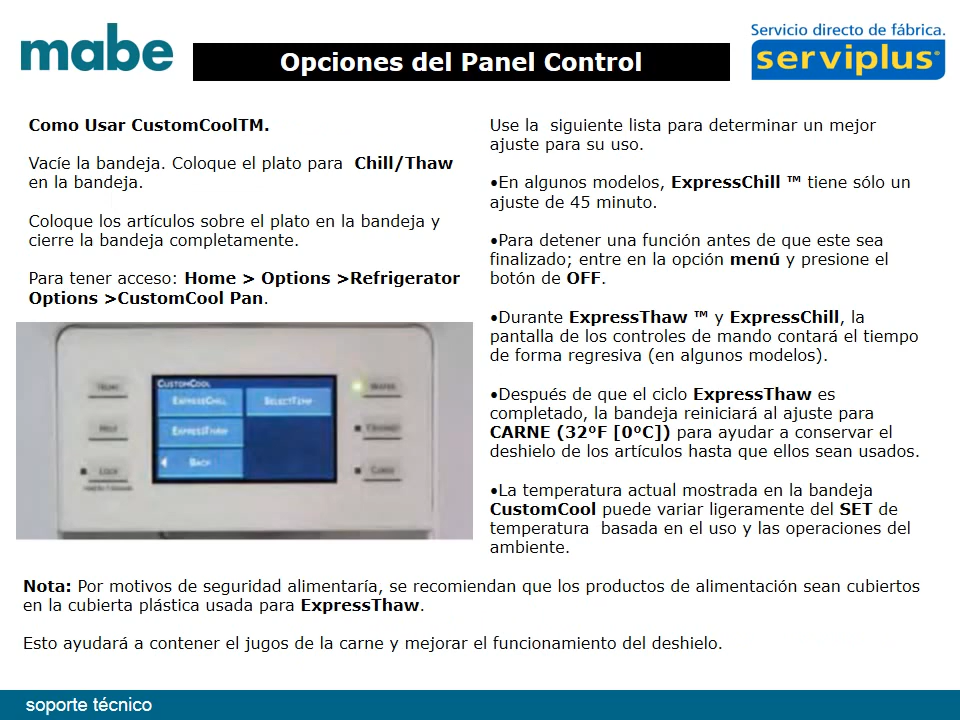 mabe
Opciones del Panel Control
Servicio directo de fábrica.
serviplus
Como Usar CustomCoolTM.
Vacíe la bandeja. Coloque el plato para Chill/Thaw
en la bandeja.
Coloque los artículos sobre el plato en la bandeja y
cierre la bandeja completamente.
Para tener acceso: Home > Options >Refrigerator
Options >CustomCool Pan.
CustomCool
ExpressChill
SelectTemp
ExpressThaw
Back
Lock
Water
Crushed
Cubed
Use la siguiente lista para determinar un mejor
ajuste para su uso.
•En algunos modelos, ExpressChill ™ tiene sólo un
ajuste de 45 minuto.
•Para detener una función antes de que este sea
finalizado; entre en la opción menú y presione el
botón de OFF.
•Durante ExpressThaw ™ y ExpressChill, la
pantalla de los controles de mando contará el tiempo
de forma regresiva (en algunos modelos).
•Después de que el ciclo ExpressThaw es
completado, la bandeja reiniciará al ajuste para
CARNE (32ºF [0ºC]) para ayudar a conservar el
deshielo de los artículos hasta que ellos sean usados.
•La temperatura actual mostrada en la bandeja
CustomCool puede variar ligeramente del SET de
temperatura basada en el uso y las operaciones del
ambiente.
Nota: Por motivos de seguridad alimentaría, se recomiendan que los productos de alimentación sean cubiertos
en la cubierta plástica usada para ExpressThaw.
Esto ayudará a contener el jugos de la carne y mejorar el funcionamiento del deshielo.
soporte técnico